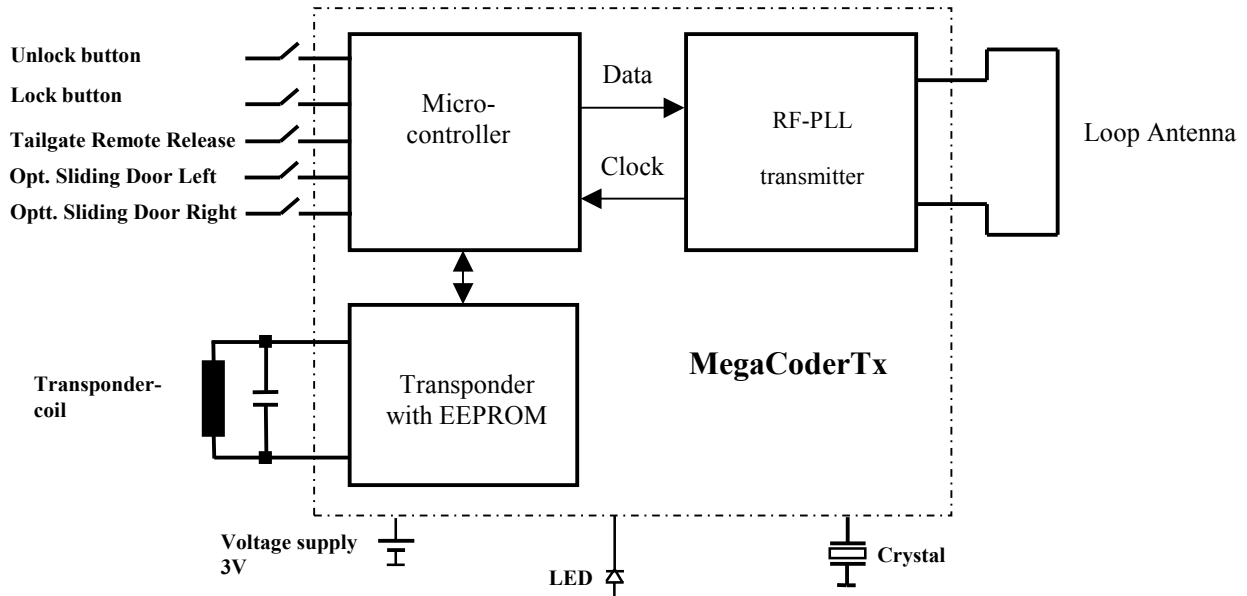 Unlock button
Lock button
Tailgate Remote Release
Opt. Sliding Door Left
Optt. Sliding Door Right
Micro-
controller
Data
Clock
RF-PLL
transmitter
Loop Antenna
Transponder-
coil
Transponder
with EEPROM
MegaCoderTx
Voltage supply
3V
LED
Crystal